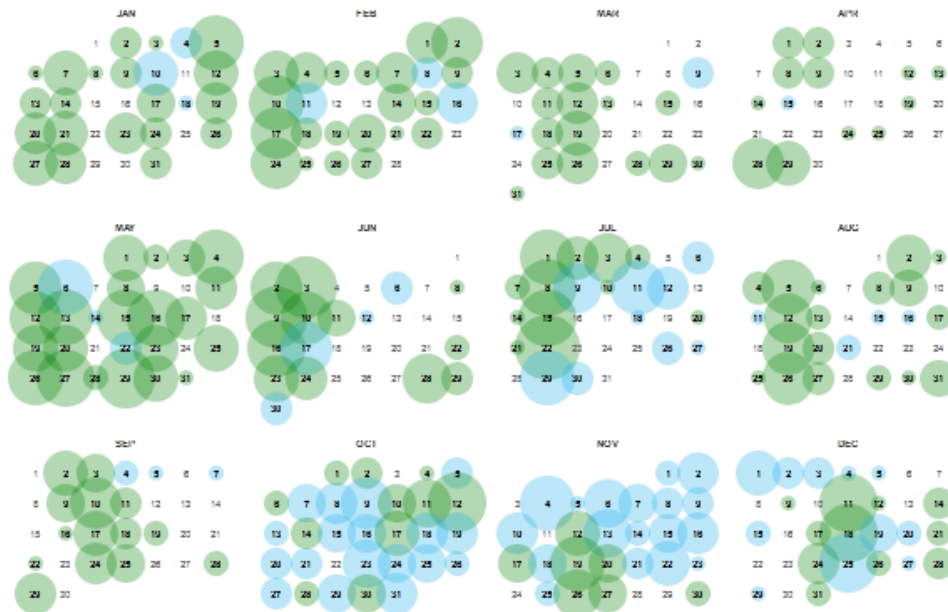 JAN
1 2 3 4 5
6 7 8 9 10 11 12
13 14 15 16 17 18 19
20 21 22 23 24 25 26
27 28 29 30 31
FEB
1 2
3 4 5 6 7 8 9
10 11 12 13 14 15 16
17 18 19 20 21 22 23
24 25 26 27 28
MAR
1 2
3 4 5 6 7 8 9
10 11 12 13 14 15 16
17 18 19 20 21 22 23
24 25 26 27 28 29 30
31
APR
1 2 3 4 5 6
7 8 9 10 11 12 13
14 15 16 17 18 19 20
21 22 23 24 25 26 27
28 29 30
MAY
1 2 3 4
5 6 7 8 9 10 11
12 13 14 15 16 17 18
19 20 21 22 23 24 25
26 27 28 29 30 31
JUN
1
2 3 4 5 6 7 8
9 10 11 12 13 14 15
16 17 18 19 20 21 22
23 24 25 26 27 28 29
30
JUL
1 2 3 4 5 6
7 8 9 10 11 12 13
14 15 16 17 18 19 20
21 22 23 24 25 26 27
28 29 30 31
AUG
1 2 3
4 5 6 7 8 9 10
11 12 13 14 15 16 17
18 19 20 21 22 23 24
25 26 27 28 29 30 31
SEP
1 2 3 4 5 6 7
8 9 10 11 12 13 14
15 16 17 18 19 20 21
22 23 24 25 26 27 28
29 30
OCT
1 2 3 4 5
6 7 8 9 10 11 12
13 14 15 16 17 18 19
20 21 22 23 24 25 26
27 28 29 30 31
NOV
1 2
3 4 5 6 7 8 9
10 11 12 13 14 15 16
17 18 19 20 21 22 23
24 25 26 27 28 29 30
DEC
1 2 3 4 5 6 7
8 9 10 11 12 13 14
15 16 17 18 19 20 21
22 23 24 25 26 27 28
29 30 31